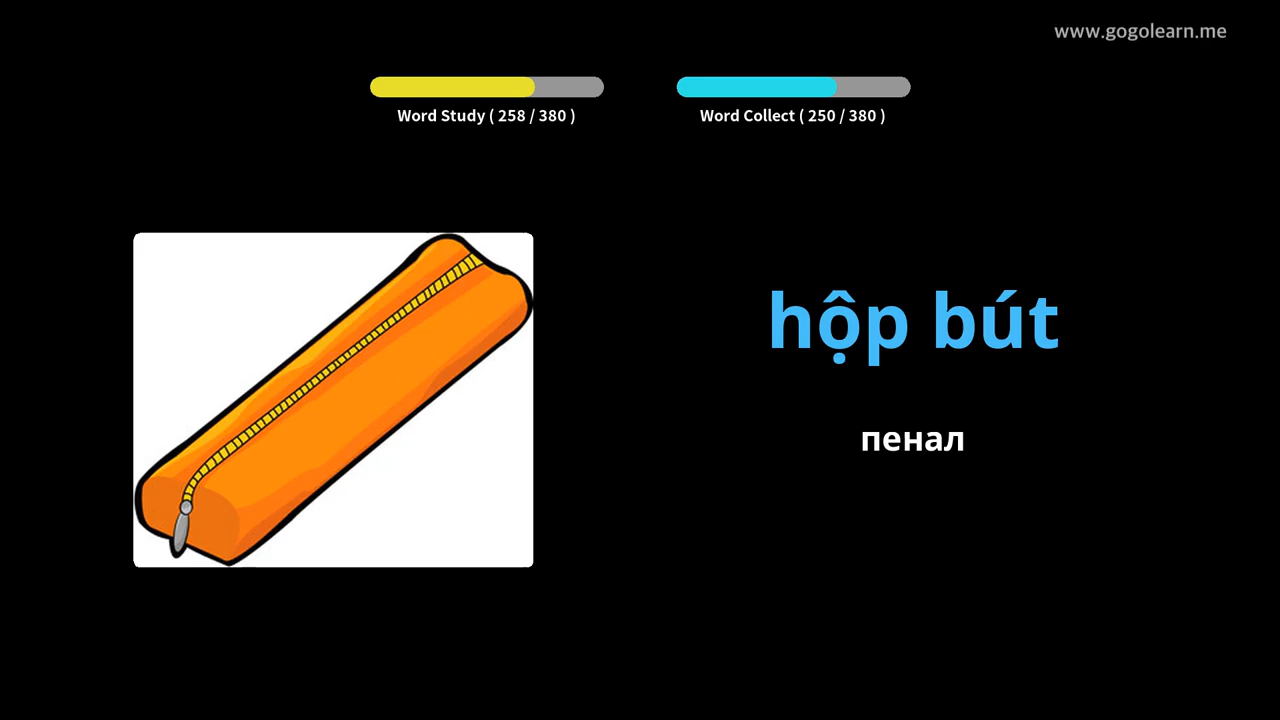 www.gogolearn.me
Word Study ( 258 / 380 )
Word Collect ( 250 / 380 )
hộp bút
пенал